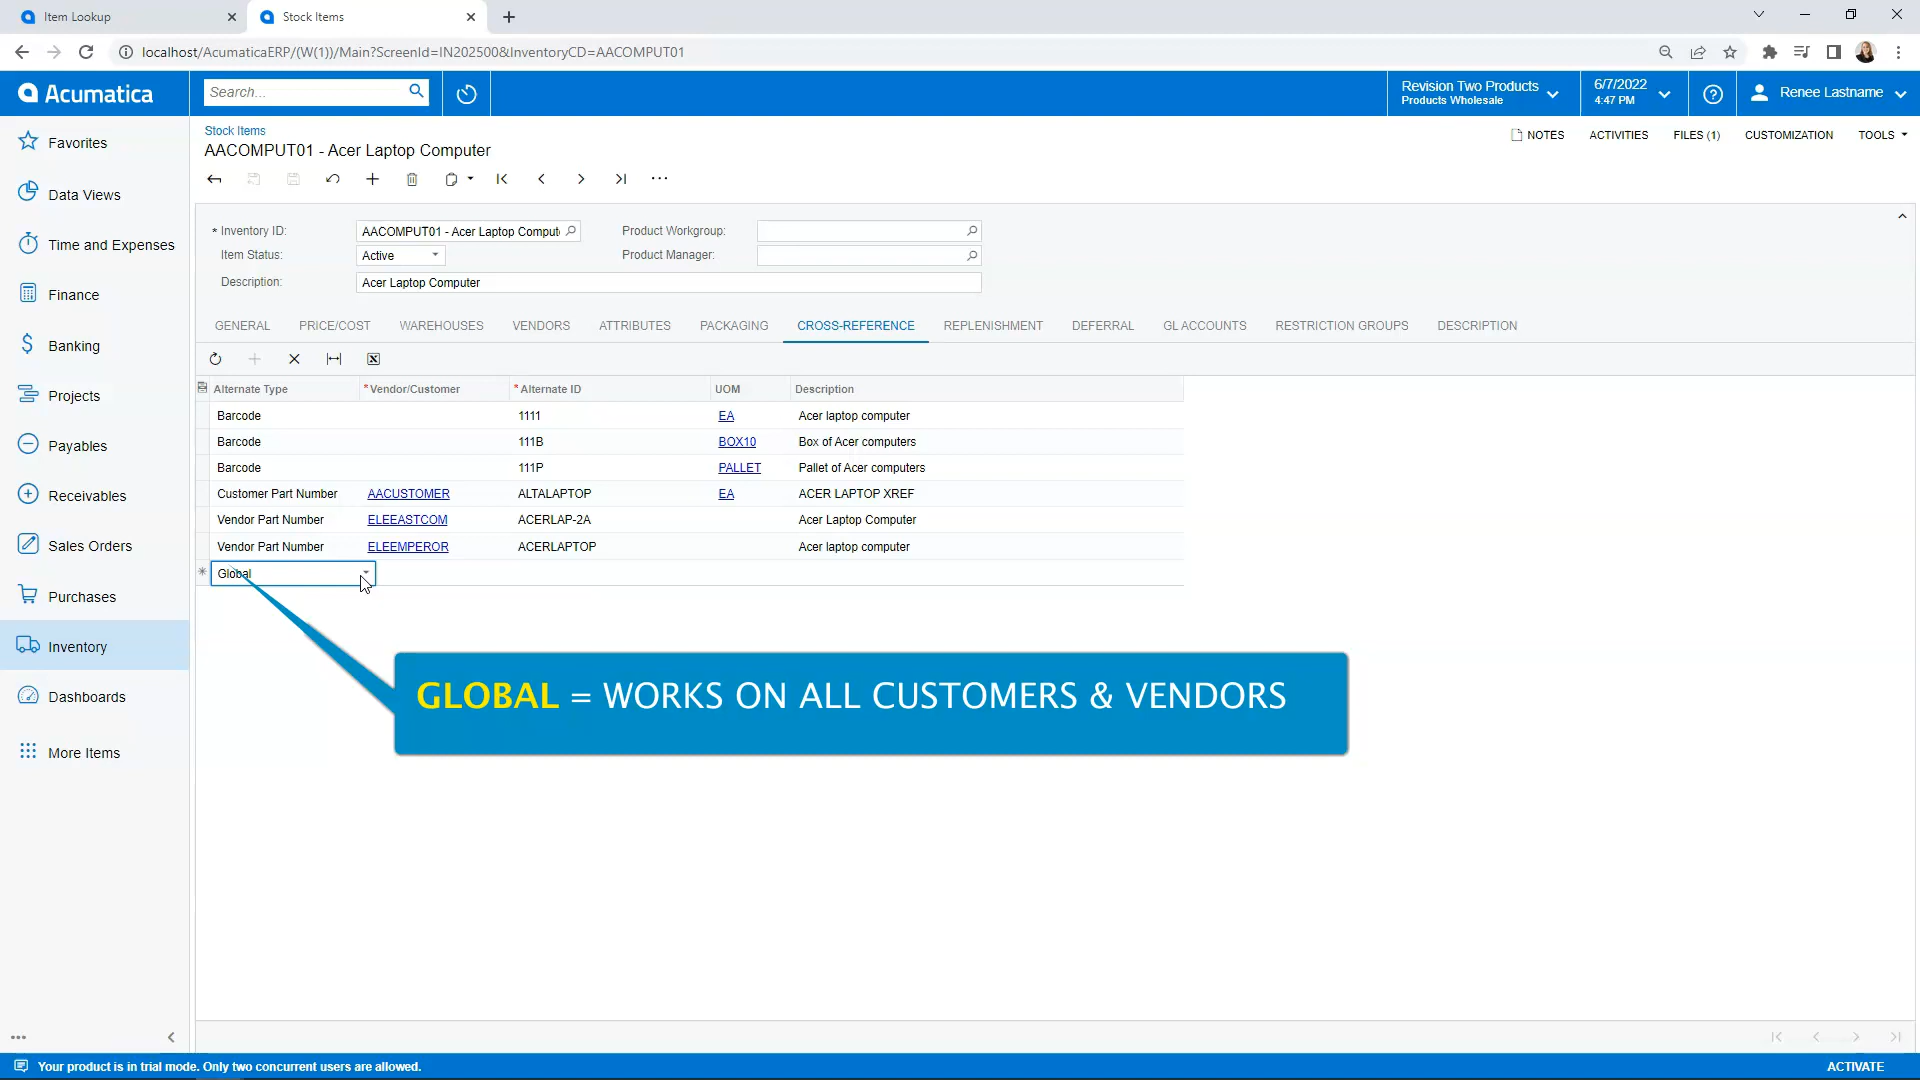 Item Lookup
Stock Items
localhost/AcumaticaERP/(W(1))/Main?ScreenId=IN202500&InventoryCD=AACOMPUT01
Acumatica
Search...
Revision Two Products
Products Wholesale
6/7/2022
4:47 PM
Renee Lastname
Favorites
Data Views
Time and Expenses
Finance
Banking
Projects
Payables
Receivables
Sales Orders
Purchases
Inventory
Dashboards
More Items
Stock Items
AACOMPUT01 - Acer Laptop Computer
NOTES ACTIVITIES FILES (1) CUSTOMIZATION TOOLS
* Inventory ID: AACOMPUT01 - Acer Laptop Comput Product Workgroup:
Item Status: Active Product Manager:
Description: Acer Laptop Computer
GENERAL PRICE/COST WAREHOUSES VENDORS ATTRIBUTES PACKAGING CROSS-REFERENCE REPLENISHMENT DEFERRAL GL ACCOUNTS RESTRICTION GROUPS DESCRIPTION
Alternate Type * Vendor/Customer * Alternate ID UOM Description
Barcode 1111 EA Acer laptop computer
Barcode 111B BOX10 Box of Acer computers
Barcode 111P PALLET Pallet of Acer computers
Customer Part Number AACUSTOMER ALTALAPTOP EA ACER LAPTOP XREF
Vendor Part Number ELEEASTCOM ACERLAP-2A Acer Laptop Computer
Vendor Part Number ELEEMPEROR ACERLAPTOP Acer laptop computer
Global
GLOBAL = WORKS ON ALL CUSTOMERS & VENDORS
Your product is in trial mode. Only two concurrent users are allowed.
ACTIVATE